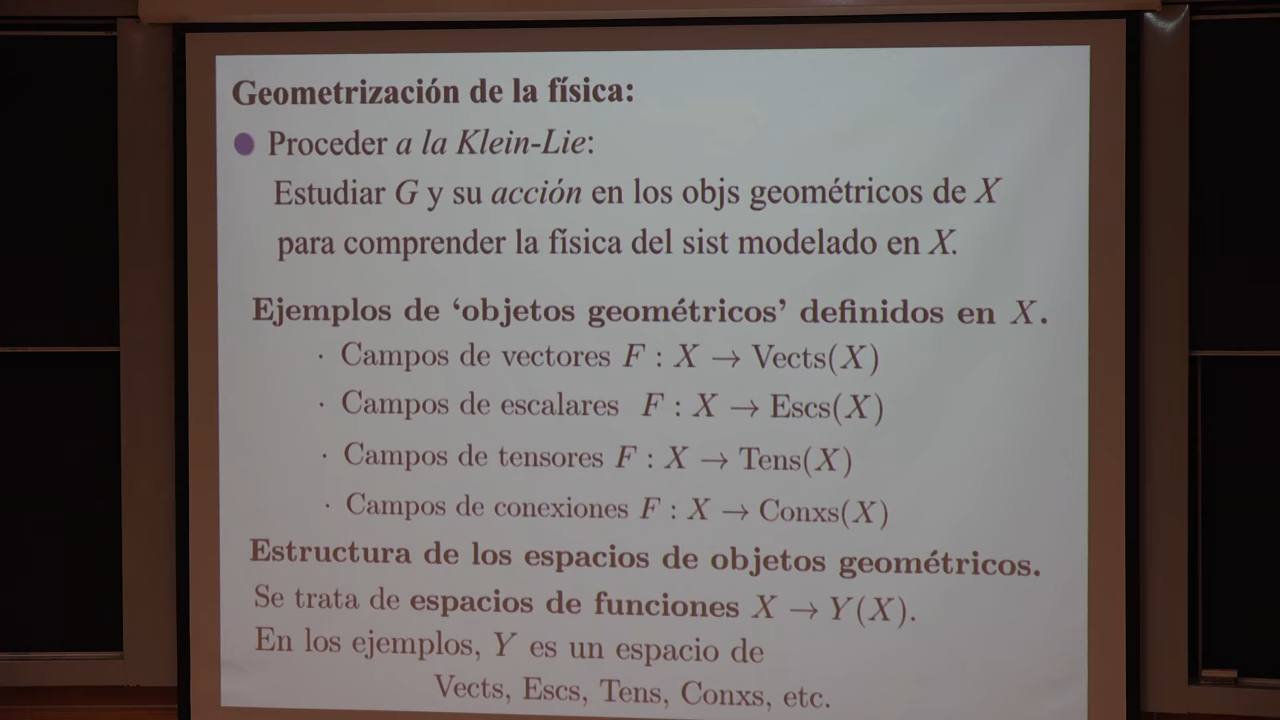 Geometrización de la física:
● Proceder a la Klein-Lie:
Estudiar G y su acción en los objs geométricos de X
para comprender la física del sist modelado en X.
Ejemplos de ‘objetos geométricos’ definidos en X.
· Campos de vectores F : X → Vects(X)
· Campos de escalares F : X → Escs(X)
· Campos de tensores F : X → Tens(X)
· Campos de conexiones F : X → Conxs(X)
Estructura de los espacios de objetos geométricos.
Se trata de espacios de funciones X → Y(X).
En los ejemplos, Y es un espacio de
Vects, Escs, Tens, Conxs, etc.